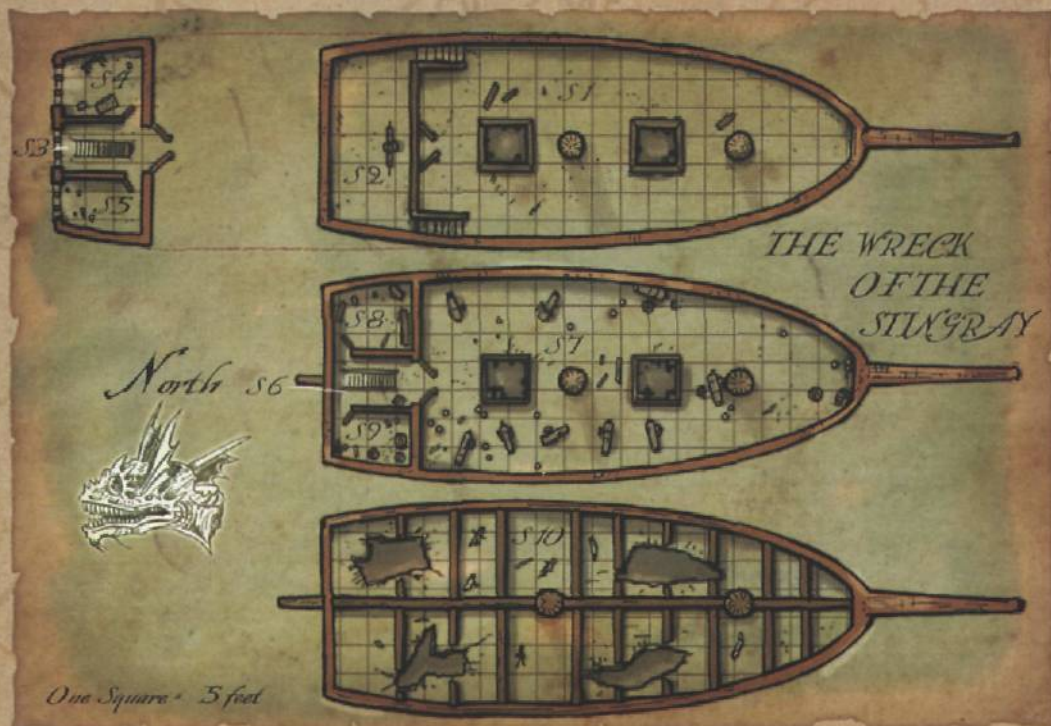 S4
S3
S5
S1
S2
THE WRECK
OF THE
STINGRAY
S8
S7
North S6
S9
S10
One Square = 5 feet